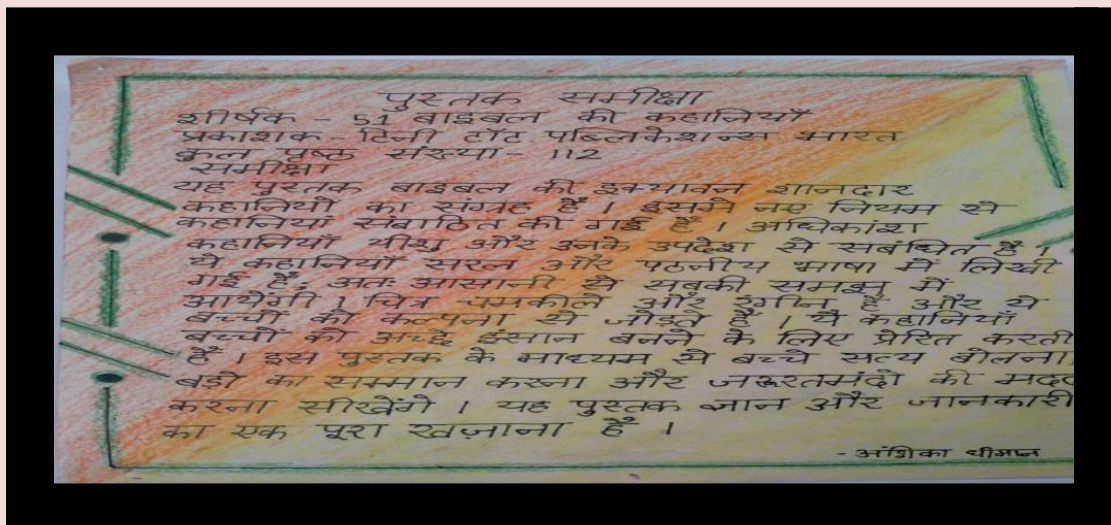 पुस्तक समीक्षा
शीर्षक - 51 बाइबल की कहानियाँ
प्रकाशक टिनी टॉट पब्लिकेशन्स भारत
कुल पृष्ठ संख्या - 112
समीक्षा
यह पुस्तक बाइबल की इक्यावन शानदार
कहानियों का संग्रह है । इसमें नए नियम से
कहानियां संबाठित की गई है । अधिकांश
कहानियाँ यीशु और उनके उपदेश से सबंधित है ।
ये कहानियाँ सरल और पठनीय भाषा मे लिखी
गई है, अतः आसानी से सबकी समझ में
आयेंगी । चित्र चमकीले और रंगीन है और ये
बच्चों को कल्पना से जोड़ते है । ये कहानियाँ
बच्चों को अच्छे इंसान बनने के लिए प्रेरित करती
है । इस पुस्तक के माध्यम से बच्चे सत्य बोलना
बडो का सम्मान करना और जरूरतमंदो की मदद
करना सीखेंगे । यह पुस्तक ज्ञान और जानकारी
का एक पूरा खज़ाना है ।
- अंशिका धीमान